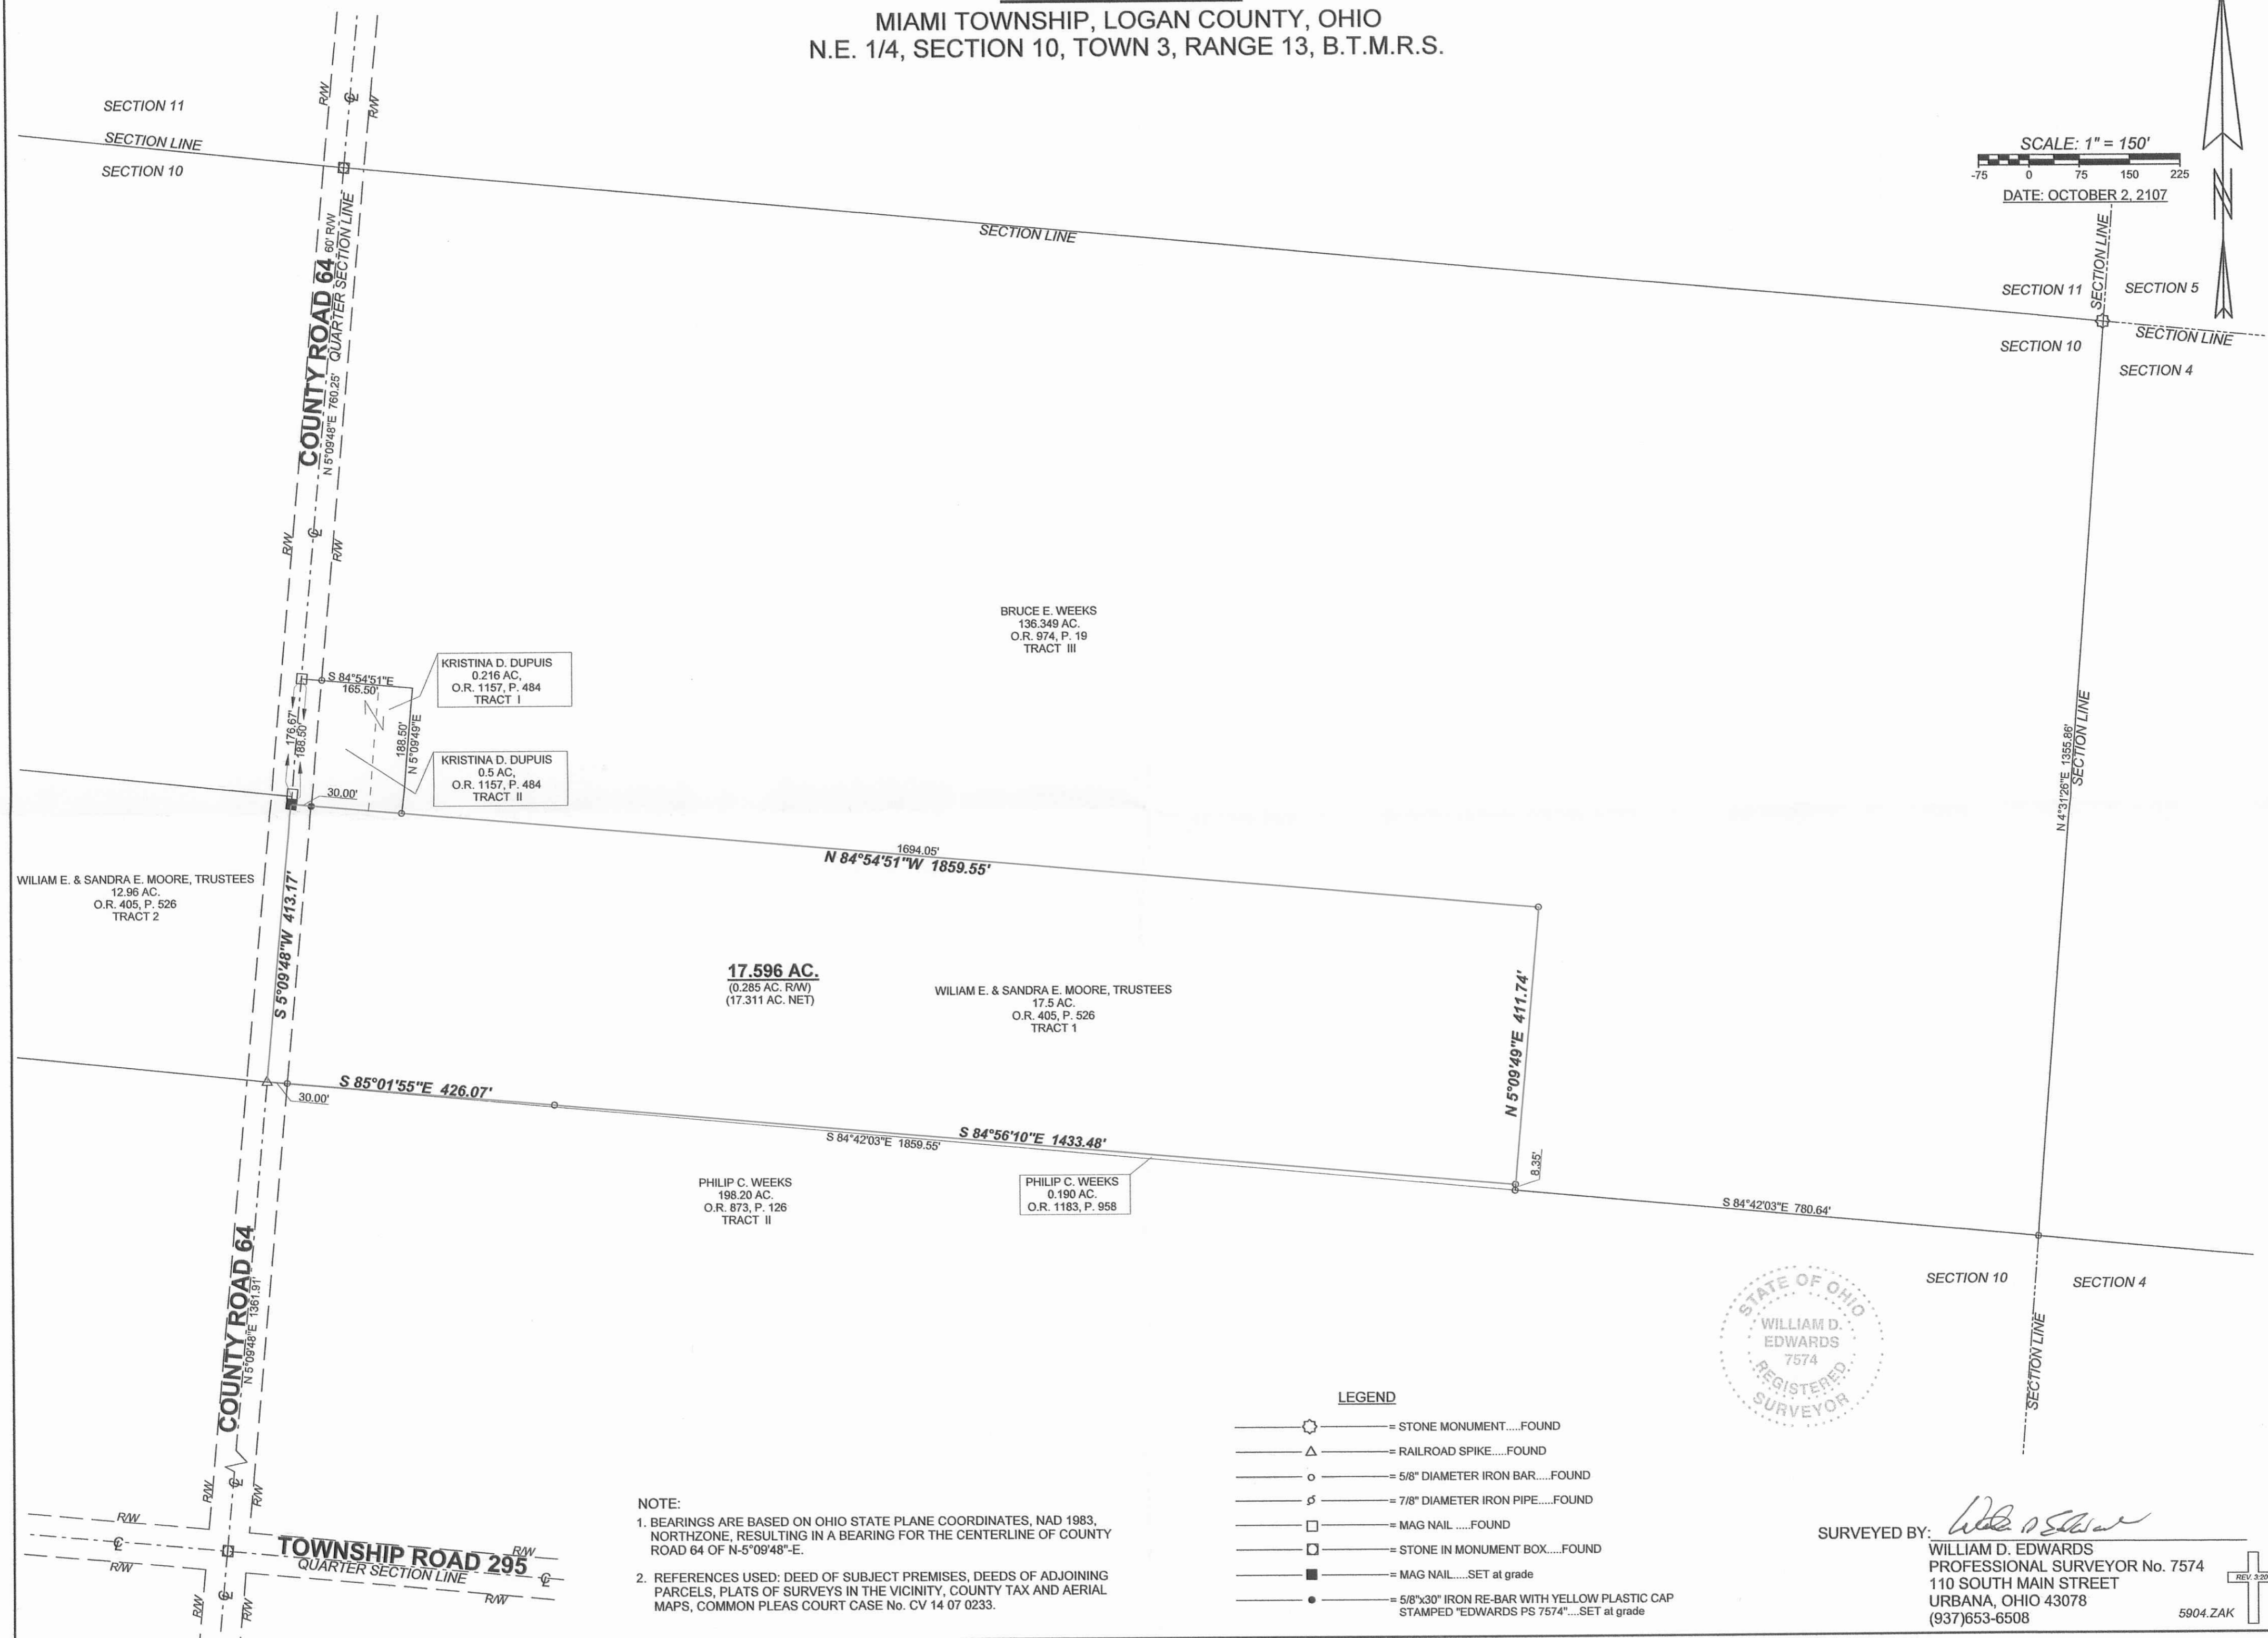 MIAMI TOWNSHIP, LOGAN COUNTY, OHIO
N.E. 1/4, SECTION 10, TOWN 3, RANGE 13, B.T.M.R.S.
SECTION 11
SECTION LINE
SECTION 10
R/W
℄
R/W
SCALE: 1" = 150'
-75 0 75 150 225
DATE: OCTOBER 2, 2107
N
SECTION LINE
SECTION LINE
SECTION 11
SECTION 5
SECTION LINE
SECTION 10
SECTION 4
COUNTY ROAD 64 60' R/W
N 5°09'48"E 760.25' QUARTER SECTION LINE
R/W
℄
R/W
BRUCE E. WEEKS
136.349 AC.
O.R. 974, P. 19
TRACT III
KRISTINA D. DUPUIS
0.216 AC,
O.R. 1157, P. 484
TRACT I
S 84°54'51"E
165.50'
Z
176.67'
188.50'
188.50'
N 5°09'49"E
KRISTINA D. DUPUIS
0.5 AC,
O.R. 1157, P. 484
TRACT II
30.00'
N 4°31'26"E 1355.86'
SECTION LINE
1694.05'
N 84°54'51"W 1859.55'
WILIAM E. & SANDRA E. MOORE, TRUSTEES
12.96 AC.
O.R. 405, P. 526
TRACT 2
S 5°09'48"W 413.17'
17.596 AC.
(0.285 AC. R/W)
(17.311 AC. NET)
WILIAM E. & SANDRA E. MOORE, TRUSTEES
17.5 AC.
O.R. 405, P. 526
TRACT 1
N 5°09'49"E 411.74'
S 85°01'55"E 426.07'
30.00'
S 84°56'10"E 1433.48'
S 84°42'03"E 1859.55'
8.35'
PHILIP C. WEEKS
198.20 AC.
O.R. 873, P. 126
TRACT II
PHILIP C. WEEKS
0.190 AC.
O.R. 1183, P. 958
S 84°42'03"E 780.64'
SECTION 10
SECTION 4
SECTION LINE
COUNTY ROAD 64
N 5°09'48"E 1361.91'
STATE OF OHIO
WILLIAM D.
EDWARDS
7574
REGISTERED
SURVEYOR
R/W
℄
R/W
R/W
℄
R/W
TOWNSHIP ROAD 295
QUARTER SECTION LINE
R/W
℄
R/W
R/W
℄
R/W
NOTE:
1. BEARINGS ARE BASED ON OHIO STATE PLANE COORDINATES, NAD 1983,
NORTHZONE, RESULTING IN A BEARING FOR THE CENTERLINE OF COUNTY
ROAD 64 OF N-5°09'48"-E.
2. REFERENCES USED: DEED OF SUBJECT PREMISES, DEEDS OF ADJOINING
PARCELS, PLATS OF SURVEYS IN THE VICINITY, COUNTY TAX AND AERIAL
MAPS, COMMON PLEAS COURT CASE No. CV 14 07 0233.
LEGEND
= STONE MONUMENT.....FOUND
= RAILROAD SPIKE.....FOUND
= 5/8" DIAMETER IRON BAR.....FOUND
= 7/8" DIAMETER IRON PIPE.....FOUND
= MAG NAIL .....FOUND
= STONE IN MONUMENT BOX.....FOUND
= MAG NAIL.....SET at grade
= 5/8"x30" IRON RE-BAR WITH YELLOW PLASTIC CAP
STAMPED "EDWARDS PS 7574"....SET at grade
SURVEYED BY:
WILLIAM D. EDWARDS
PROFESSIONAL SURVEYOR No. 7574
110 SOUTH MAIN STREET
URBANA, OHIO 43078
(937)653-6508
5904.ZAK